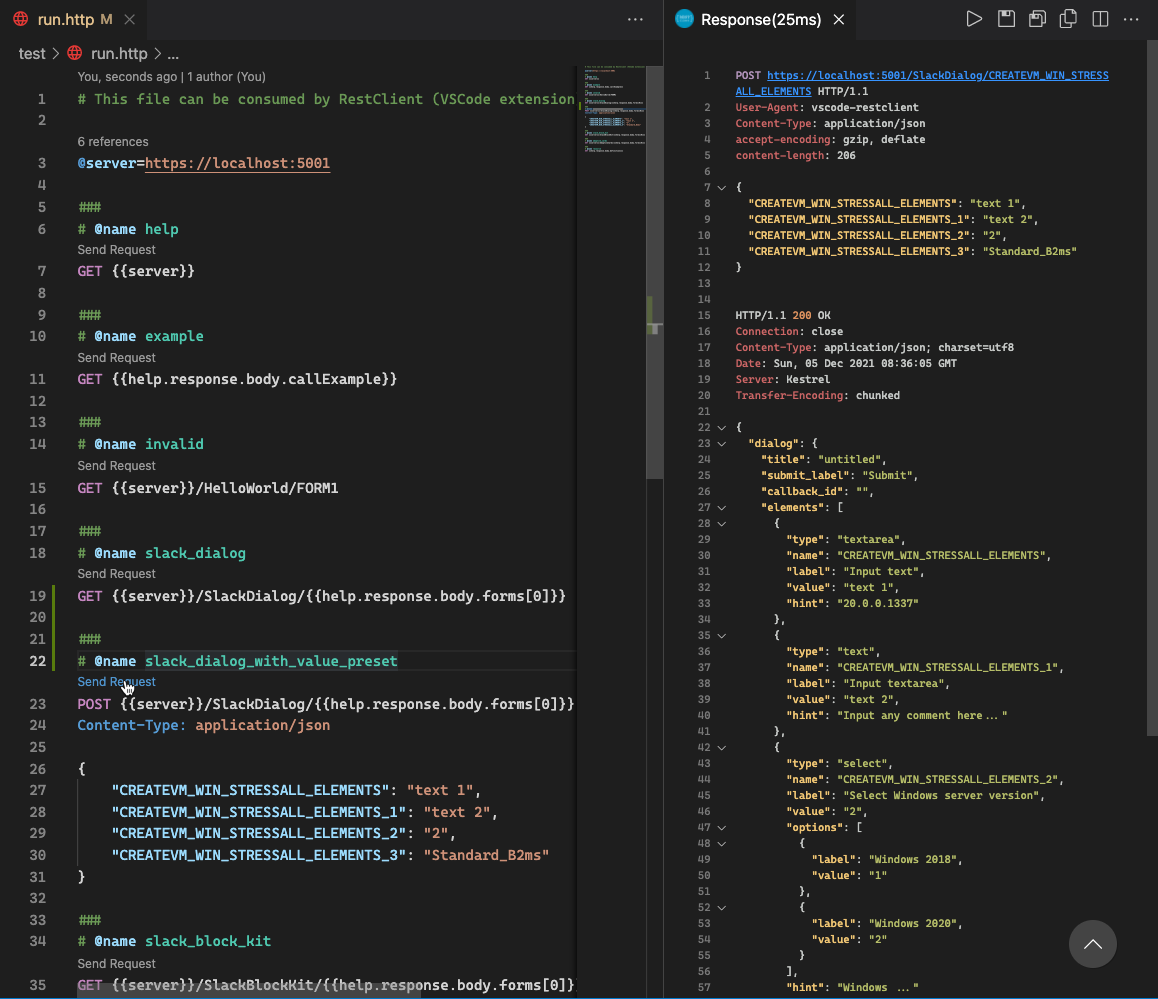 run.http M
test > run.http > ...
You, seconds ago | 1 author (You)
1 # This file can be consumed by RestClient (VSCode extension
2
6 references
3 @server=https://localhost:5001
4
5 ###
6 # @name help
Send Request
7 GET {{server}}
8
9 ###
10 # @name example
Send Request
11 GET {{help.response.body.callExample}}
12
13 ###
14 # @name invalid
Send Request
15 GET {{server}}/HelloWorld/FORM1
16
17 ###
18 # @name slack_dialog
Send Request
19 GET {{server}}/SlackDialog/{{help.response.body.forms[0]}}
20
21 ###
22 # @name slack_dialog_with_value_preset
Send Request
23 POST {{server}}/SlackDialog/{{help.response.body.forms[0]}}
24 Content-Type: application/json
25
26 {
27 "CREATEVM_WIN_STRESSALL_ELEMENTS": "text 1",
28 "CREATEVM_WIN_STRESSALL_ELEMENTS_1": "text 2",
29 "CREATEVM_WIN_STRESSALL_ELEMENTS_2": "2",
30 "CREATEVM_WIN_STRESSALL_ELEMENTS_3": "Standard_B2ms"
31 }
32
33 ###
34 # @name slack_block_kit
Send Request
35 GET {{server}}/SlackBlockKit/{{help.response.body.forms[0]}
Response(25ms)
1 POST https://localhost:5001/SlackDialog/CREATEVM_WIN_STRESS
ALL_ELEMENTS HTTP/1.1
2 User-Agent: vscode-restclient
3 Content-Type: application/json
4 accept-encoding: gzip, deflate
5 content-length: 206
6
7 {
8 "CREATEVM_WIN_STRESSALL_ELEMENTS": "text 1",
9 "CREATEVM_WIN_STRESSALL_ELEMENTS_1": "text 2",
10 "CREATEVM_WIN_STRESSALL_ELEMENTS_2": "2",
11 "CREATEVM_WIN_STRESSALL_ELEMENTS_3": "Standard_B2ms"
12 }
13
14
15 HTTP/1.1 200 OK
16 Connection: close
17 Content-Type: application/json; charset=utf8
18 Date: Sun, 05 Dec 2021 08:36:05 GMT
19 Server: Kestrel
20 Transfer-Encoding: chunked
21
22 {
23 "dialog": {
24 "title": "untitled",
25 "submit_label": "Submit",
26 "callback_id": "",
27 "elements": [
28 {
29 "type": "textarea",
30 "name": "CREATEVM_WIN_STRESSALL_ELEMENTS",
31 "label": "Input text",
32 "value": "text 1",
33 "hint": "20.0.0.1337"
34 },
35 {
36 "type": "text",
37 "name": "CREATEVM_WIN_STRESSALL_ELEMENTS_1",
38 "label": "Input textarea",
39 "value": "text 2",
40 "hint": "Input any comment here..."
41 },
42 {
43 "type": "select",
44 "name": "CREATEVM_WIN_STRESSALL_ELEMENTS_2",
45 "label": "Select Windows server version",
46 "value": "2",
47 "options": [
48 {
49 "label": "Windows 2018",
50 "value": "1"
51 },
52 {
53 "label": "Windows 2020",
54 "value": "2"
55 }
56 ],
57 "hint": "Windows ..."